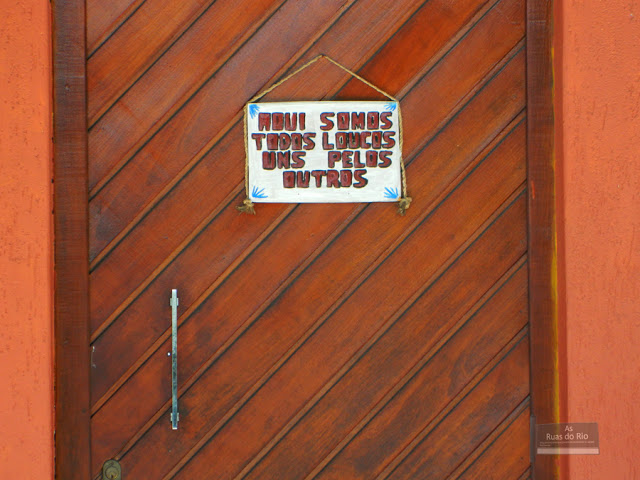 AQUI SOMOS
TODOS LOUCOS
UNS PELOS
OUTROS
As
Ruas do Rio